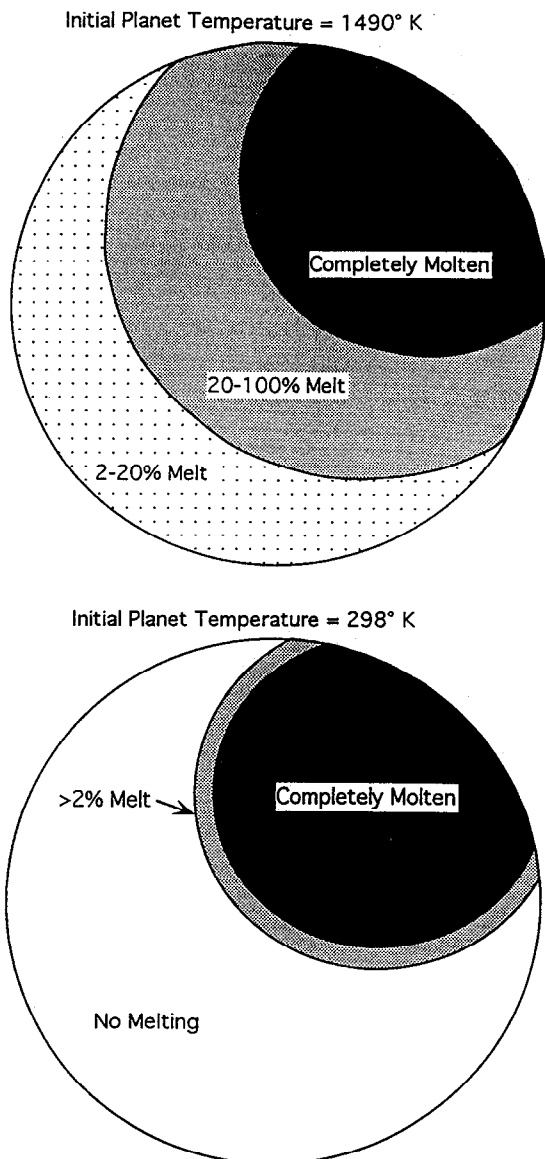 Initial Planet Temperature = 1490° K
Completely Molten
20-100% Melt
2-20% Melt
Initial Planet Temperature = 298° K
>2% Melt
Completely Molten
No Melting